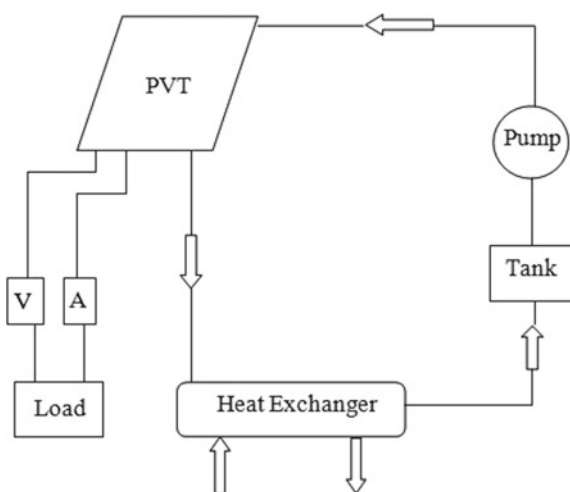 PVT
Pump
Tank
V
A
Load
Heat Exchanger